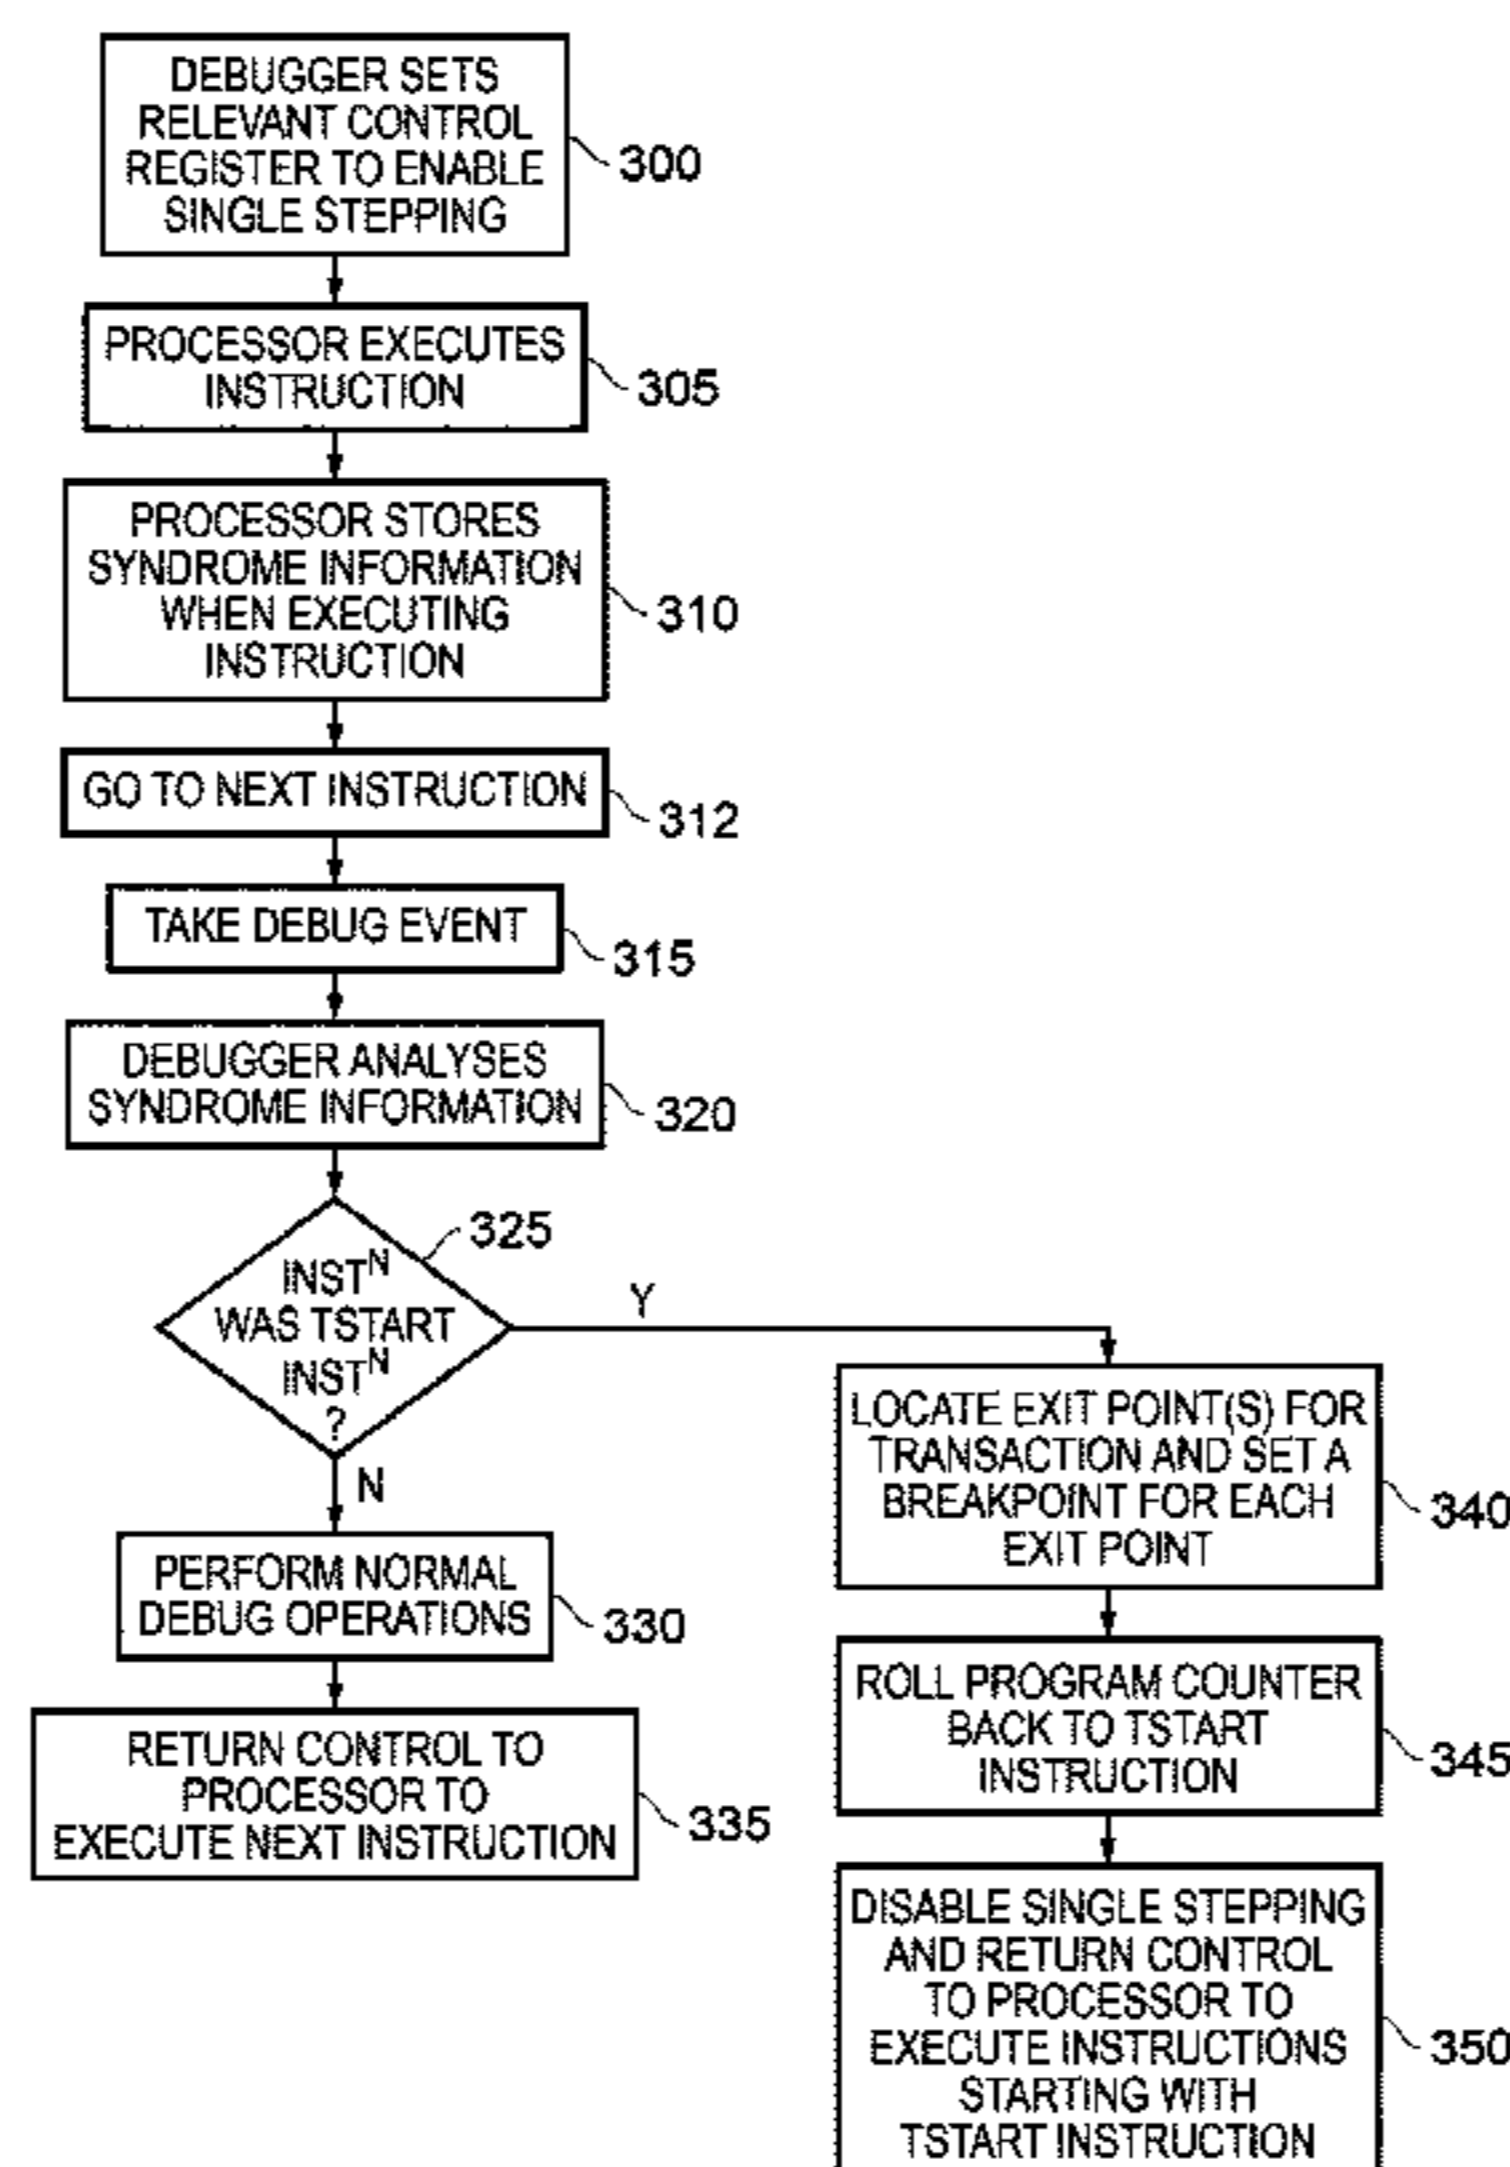 DEBUGGER SETS
RELEVANT CONTROL
REGISTER TO ENABLE
SINGLE STEPPING
300
PROCESSOR EXECUTES
INSTRUCTION
305
PROCESSOR STORES
SYNDROME INFORMATION
WHEN EXECUTING
INSTRUCTION
310
GO TO NEXT INSTRUCTION
312
TAKE DEBUG EVENT
315
DEBUGGER ANALYSES
SYNDROME INFORMATION
320
325
INST^N
WAS TSTART
INST^N
?
Y
N
PERFORM NORMAL
DEBUG OPERATIONS
330
RETURN CONTROL TO
PROCESSOR TO
EXECUTE NEXT INSTRUCTION
335
LOCATE EXIT POINT(S) FOR
TRANSACTION AND SET A
BREAKPOINT FOR EACH
EXIT POINT
340
ROLL PROGRAM COUNTER
BACK TO TSTART
INSTRUCTION
345
DISABLE SINGLE STEPPING
AND RETURN CONTROL
TO PROCESSOR TO
EXECUTE INSTRUCTIONS
STARTING WITH
TSTART INSTRUCTION
350